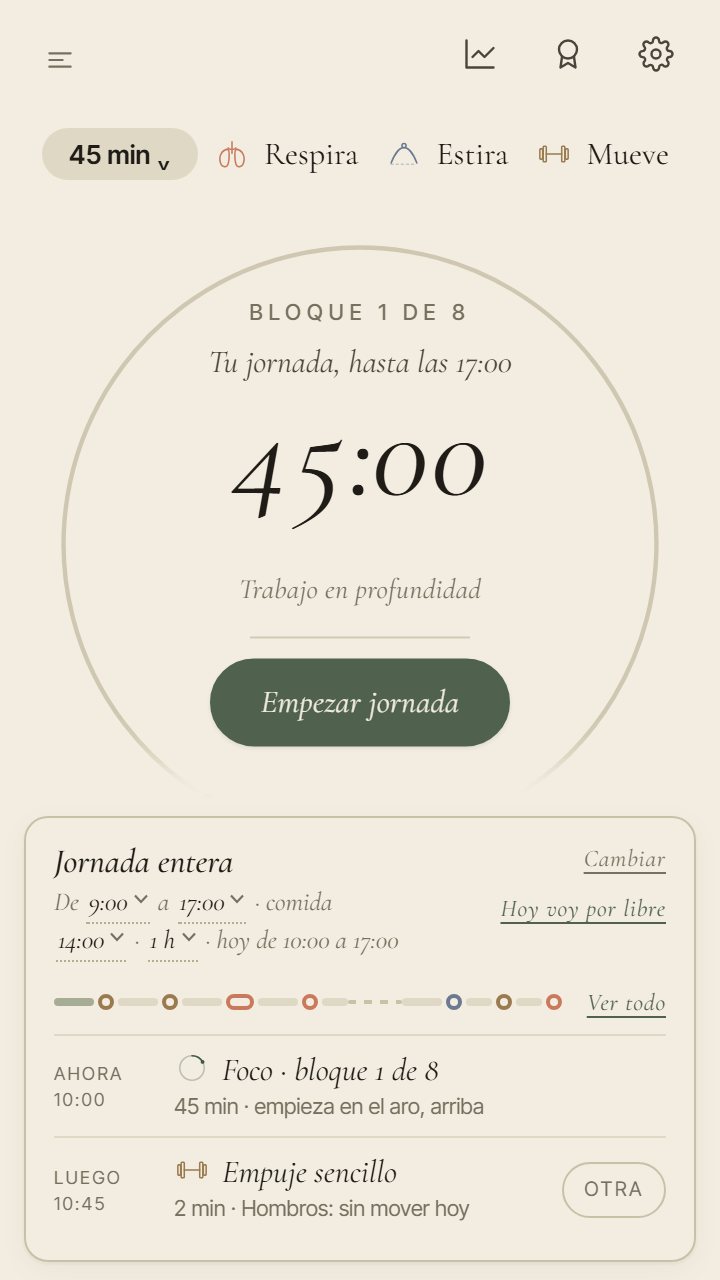 45 min
Respira
Estira
Mueve
BLOQUE 1 DE 8
Tu jornada, hasta las 17:00
45:00
Trabajo en profundidad
Empezar jornada
Jornada entera
Cambiar
De 9:00 a 17:00 · comida
Hoy voy por libre
14:00 · 1 h · hoy de 10:00 a 17:00
Ver todo
AHORA
10:00
Foco · bloque 1 de 8
45 min · empieza en el aro, arriba
LUEGO
10:45
Empuje sencillo
2 min · Hombros: sin mover hoy
OTRA